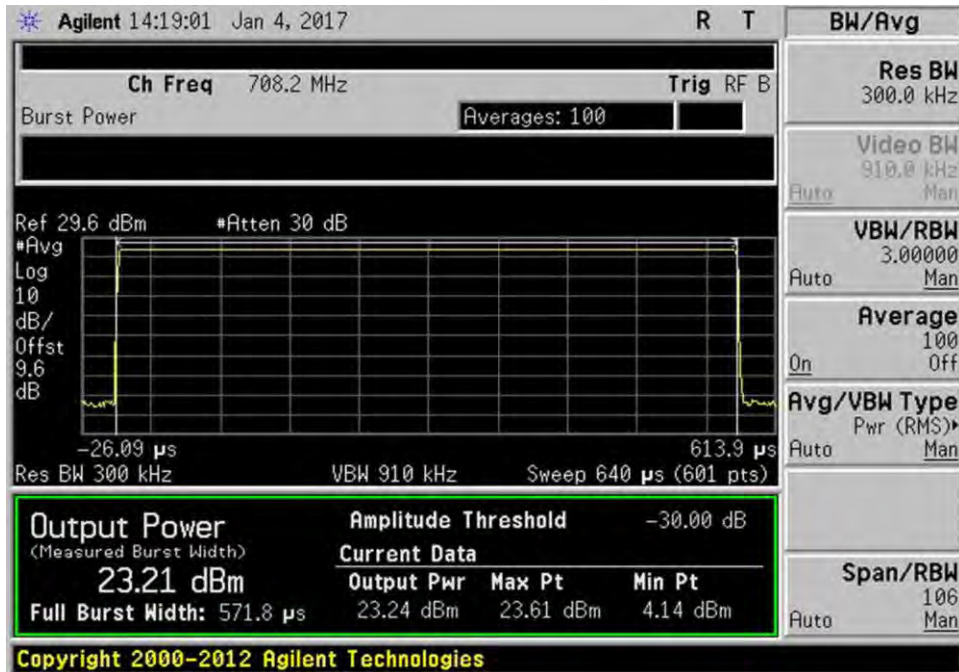 Agilent 14:19:01 Jan 4, 2017 R T
BW/Avg
Ch Freq 708.2 MHz Trig RF B
Burst Power Averages: 100
Ref 29.6 dBm #Atten 30 dB
#Avg
Log
10
dB/
Offst
9.6
dB
-26.09 µs 613.9 µs
Res BW 300 kHz VBW 910 kHz Sweep 640 µs (601 pts)
Output Power
(Measured Burst Width)
23.21 dBm
Full Burst Width: 571.8 µs
Amplitude Threshold -30.00 dB
Current Data
Output Pwr Max Pt Min Pt
23.24 dBm 23.61 dBm 4.14 dBm
Res BW
300.0 kHz
Video BW
910.0 kHz
Auto Man
VBW/RBW
3.00000
Auto Man
Average
100
On Off
Avg/VBW Type
Pwr (RMS)▸
Auto Man
Span/RBW
106
Auto Man
Copyright 2000-2012 Agilent Technologies